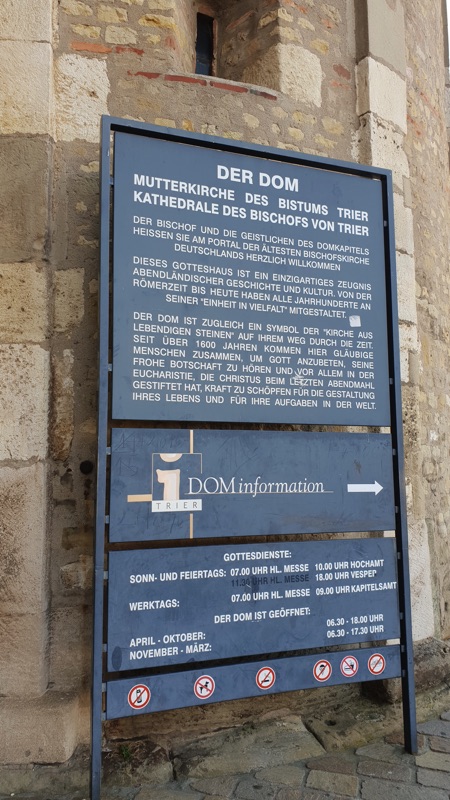 DER DOM
MUTTERKIRCHE DES BISTUMS TRIER
KATHEDRALE DES BISCHOFS VON TRIER
DER BISCHOF UND DIE GEISTLICHEN DES DOMKAPITELS
HEISSEN SIE AM PORTAL DER ÄLTESTEN BISCHOFSKIRCHE
DEUTSCHLANDS HERZLICH WILLKOMMEN
DIESES GOTTESHAUS IST EIN EINZIGARTIGES ZEUGNIS
ABENDLÄNDISCHER GESCHICHTE UND KULTUR. VON DER
RÖMERZEIT BIS HEUTE HABEN ALLE JAHRHUNDERTE AN
SEINER "EINHEIT IN VIELFALT" MITGESTALTET.
DER DOM IST ZUGLEICH EIN SYMBOL DER "KIRCHE AUS
LEBENDIGEN STEINEN" AUF IHREM WEG DURCH DIE ZEIT.
SEIT ÜBER 1600 JAHREN KOMMEN HIER GLÄUBIGE
MENSCHEN ZUSAMMEN, UM GOTT ANZUBETEN, SEINE
FROHE BOTSCHAFT ZU HÖREN UND VOR ALLEM IN DER
EUCHARISTIE, DIE CHRISTUS BEIM LETZTEN ABENDMAHL
GESTIFTET HAT, KRAFT ZU SCHÖPFEN FÜR DIE GESTALTUNG
IHRES LEBENS UND FÜR IHRE AUFGABEN IN DER WELT.
i DOM information
TRIER
GOTTESDIENSTE:
SONN- UND FEIERTAGS: 07.00 UHR HL. MESSE 10.00 UHR HOCHAMT
11.30 UHR HL. MESSE 18.00 UHR VESPER
WERKTAGS: 07.00 UHR HL. MESSE 09.00 UHR KAPITELSAMT
DER DOM IST GEÖFFNET:
APRIL - OKTOBER: 06.30 - 18.00 UHR
NOVEMBER - MÄRZ: 06.30 - 17.30 UHR